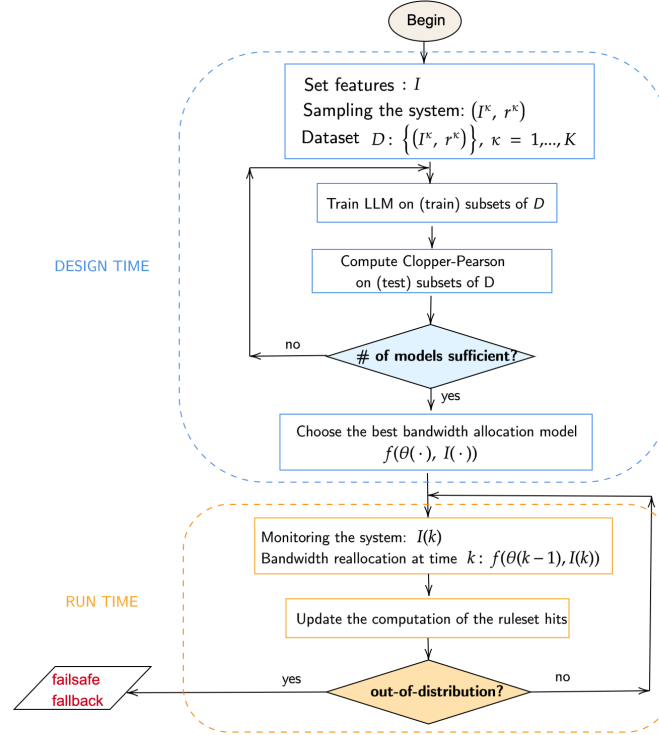 Begin
Set features : I
Sampling the system: (I^κ, r^κ)
Dataset D: {(I^κ, r^κ)}, κ = 1,..., K
Train LLM on (train) subsets of D
DESIGN TIME
Compute Clopper-Pearson
on (test) subsets of D
no
# of models sufficient?
yes
Choose the best bandwidth allocation model
f(θ(·), I(·))
Monitoring the system: I(k)
Bandwidth reallocation at time k: f(θ(k−1), I(k))
RUN TIME
Update the computation of the ruleset hits
failsafe
fallback
yes
out-of-distribution?
no